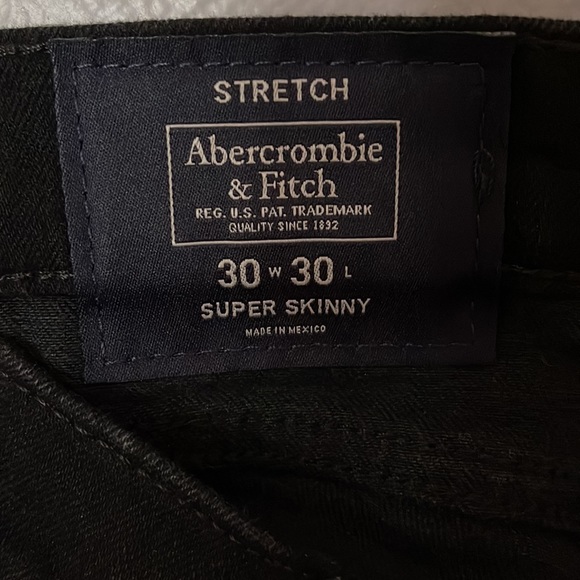 STRETCH
Abercrombie
& Fitch
REG. U.S. PAT. TRADEMARK
QUALITY SINCE 1892
30 W 30 L
SUPER SKINNY
MADE IN MEXICO